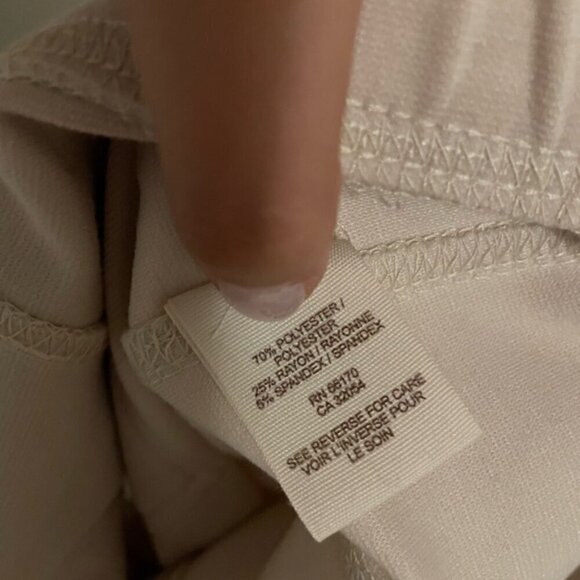 70% POLYESTER /
POLYESTER
25% RAYON / RAYONNE
5% SPANDEX / SPANDEX
RN 66170
CA 32054
SEE REVERSE FOR CARE
VOIR L'INVERSE POUR
LE SOIN